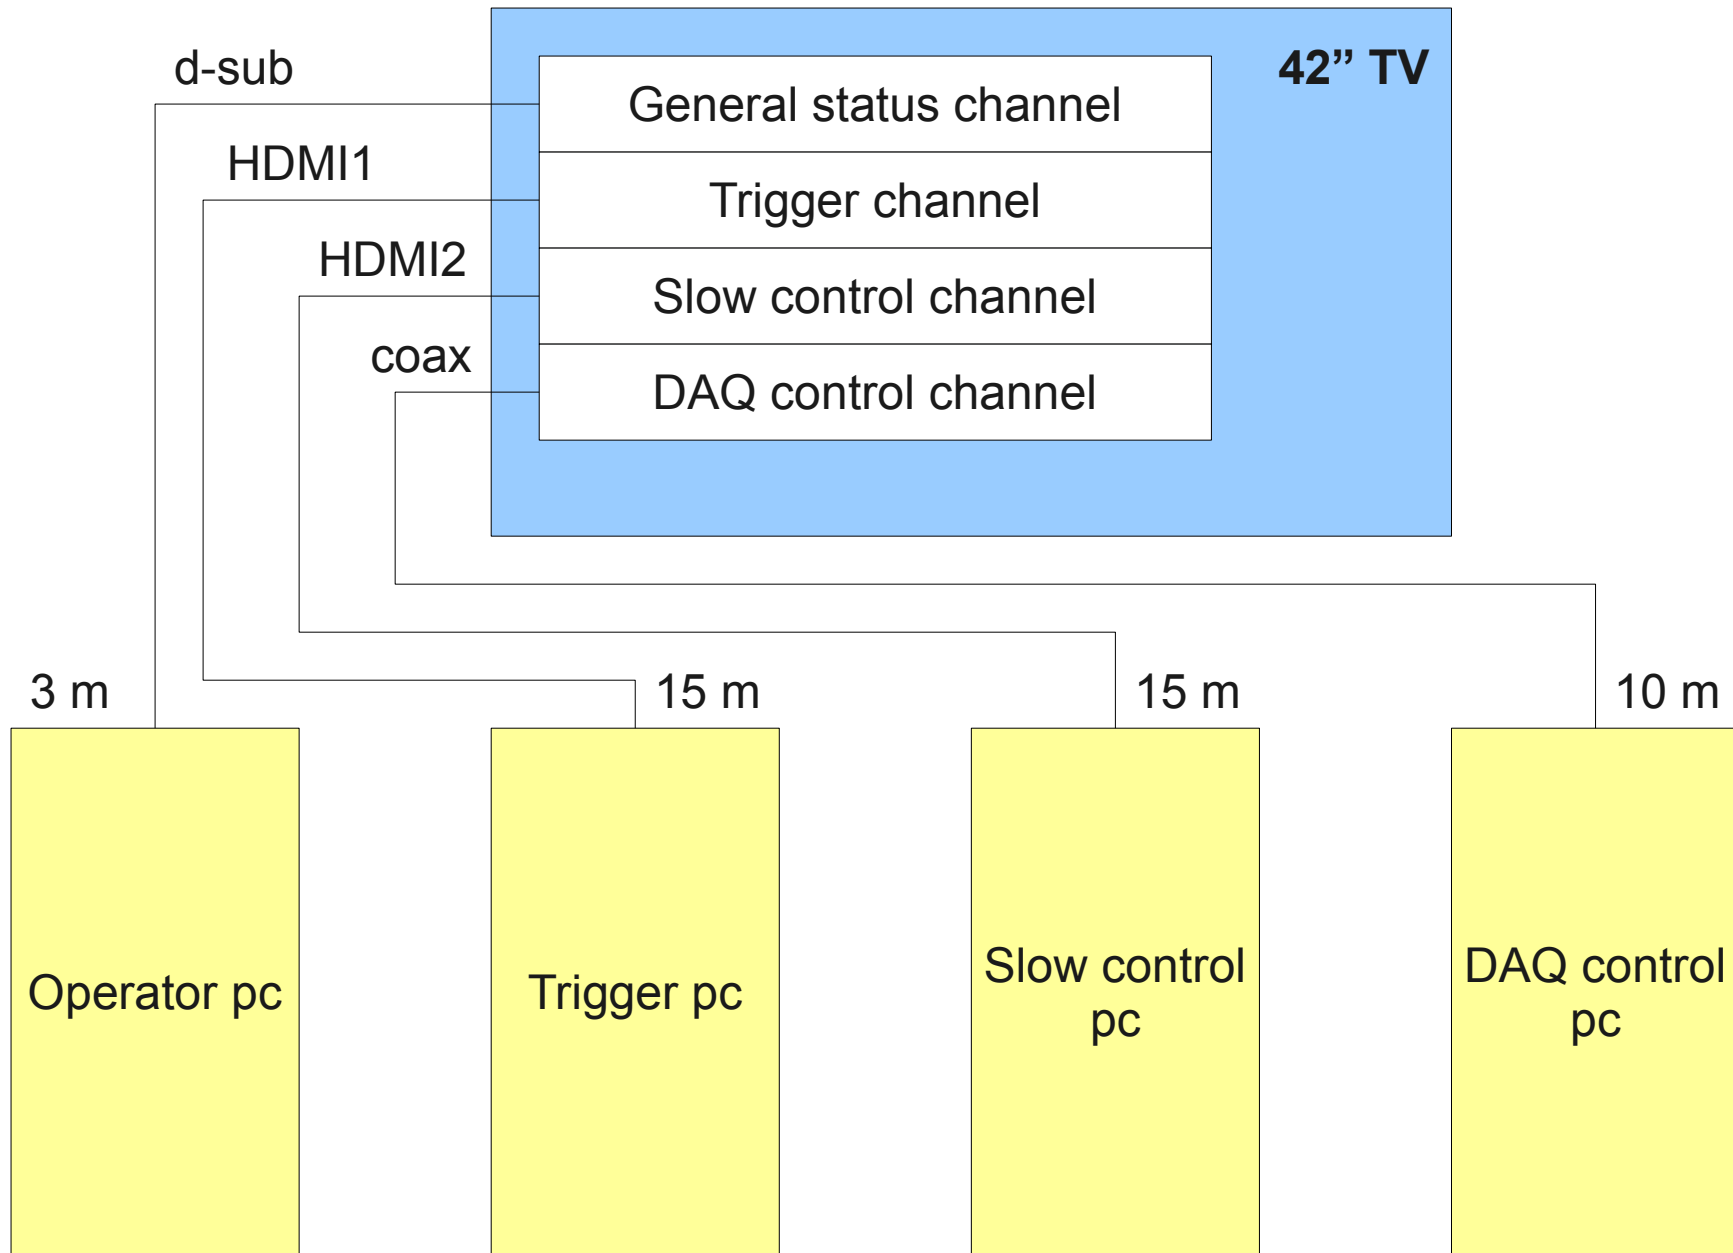 42” TV
d-sub
General status channel
HDMI1
Trigger channel
HDMI2
Slow control channel
coax
DAQ control channel
3 m
15 m
15 m
10 m
Operator pc
Trigger pc
Slow control
pc
DAQ control
pc